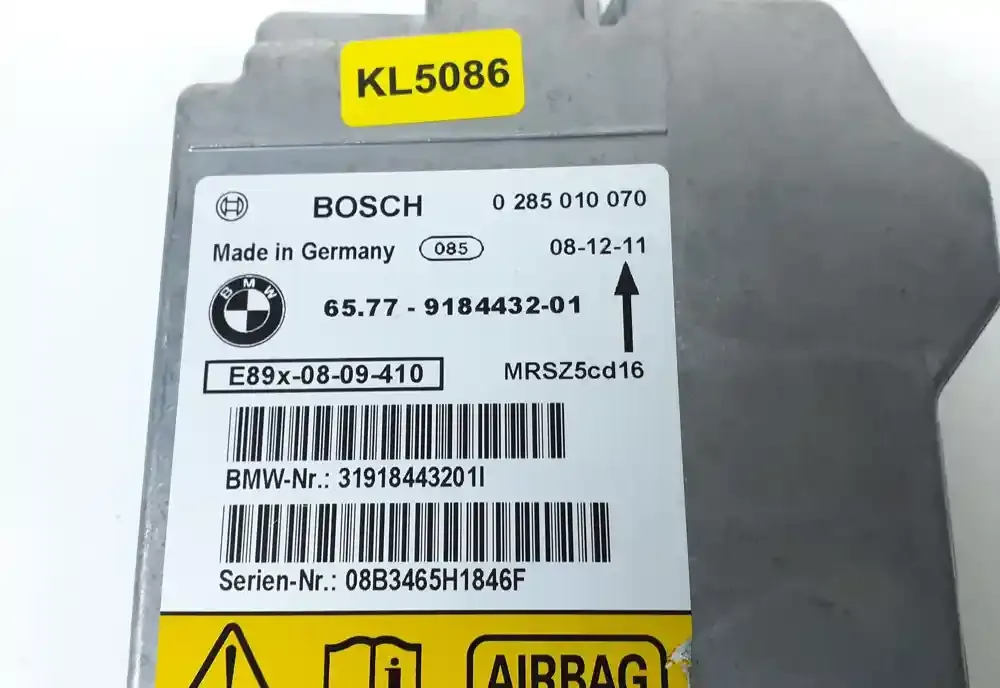 KL5086
BOSCH 0 285 010 070
Made in Germany 085 08-12-11
BMW
65.77 - 9184432-01
E89x-08-09-410 MRSZ5cd16
BMW-Nr.: 31918443201I
Serien-Nr.: 08B3465H1846F
! i AIRBAG